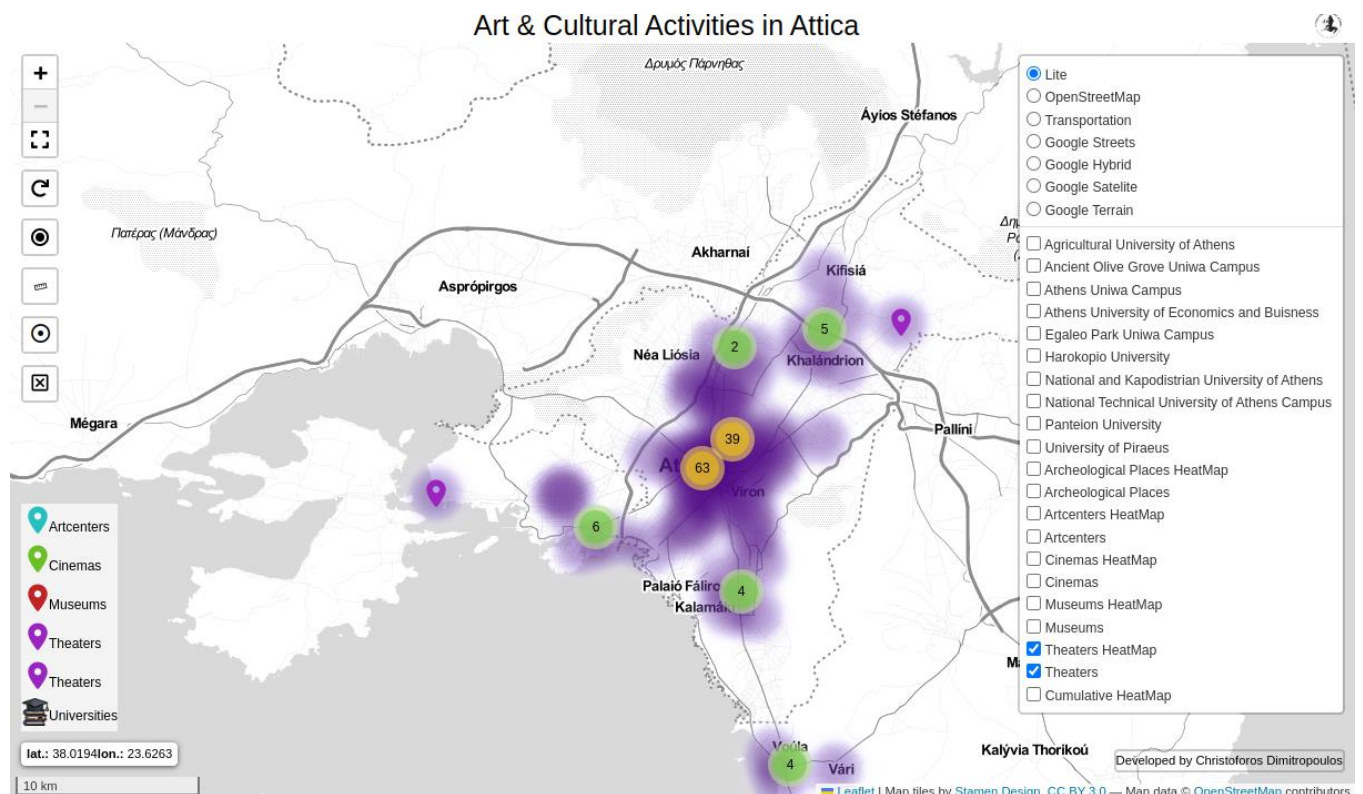 Art & Cultural Activities in Attica
+
−
Δρυμός Πάρνηθας
Áyios Stéfanos
Πατέρας (Μάνδρας)
Akharnaí
Kifisiá
Asprópirgos
5
2
Néa Liósia
Khalándrion
Mégara
Pallíni
39
63
At
Viron
6
Palaió Fáliro
4
Kalamáki
Voúla
4
Vári
Kalývia Thorikoú
Lite
OpenStreetMap
Transportation
Google Streets
Google Hybrid
Google Satelite
Google Terrain
Agricultural University of Athens
Ancient Olive Grove Uniwa Campus
Athens Uniwa Campus
Athens University of Economics and Buisness
Egaleo Park Uniwa Campus
Harokopio University
National and Kapodistrian University of Athens
National Technical University of Athens Campus
Panteion University
University of Piraeus
Archeological Places HeatMap
Archeological Places
Artcenters HeatMap
Artcenters
Cinemas HeatMap
Cinemas
Museums HeatMap
Museums
Theaters HeatMap
Theaters
Cumulative HeatMap
Artcenters
Cinemas
Museums
Theaters
Theaters
Universities
lat.: 38.0194lon.: 23.6263
10 km
Developed by Christoforos Dimitropoulos
Leaflet | Map tiles by Stamen Design, CC BY 3.0 — Map data © OpenStreetMap contributors